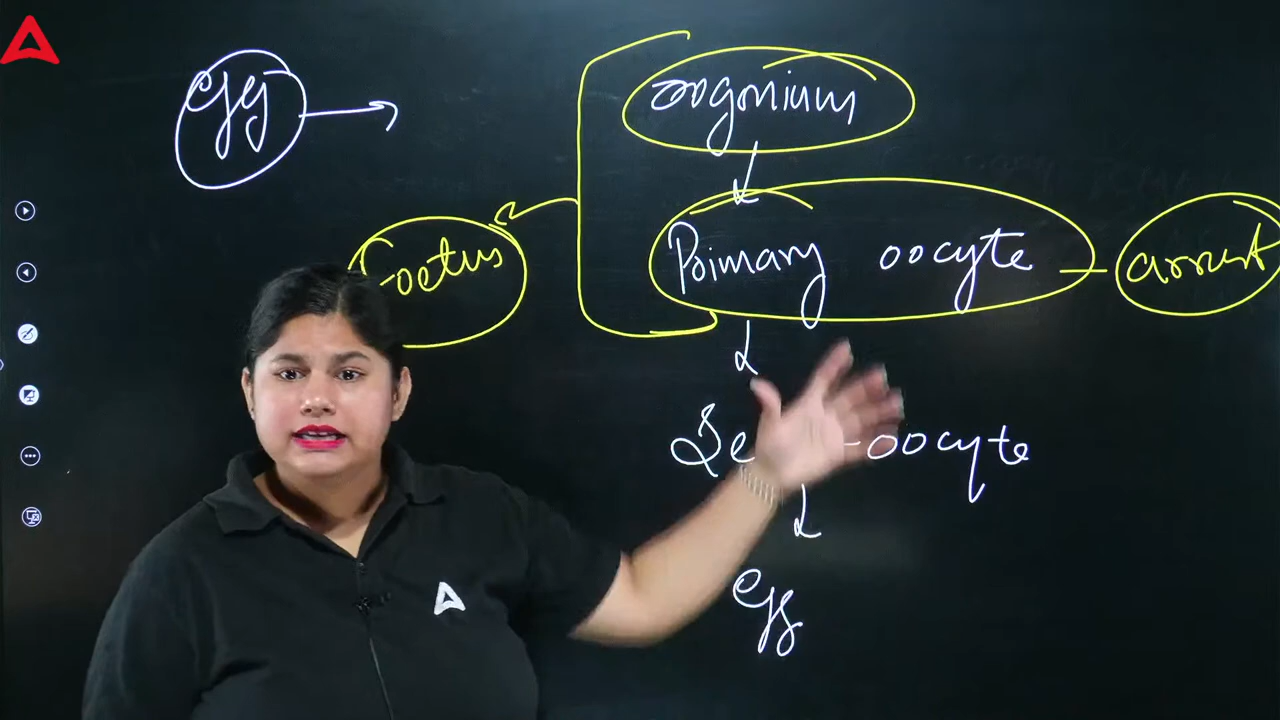 egg →
oogonium
↓
Primary oocyte - arrest
Foetus
↓
oocyte
↓
egg